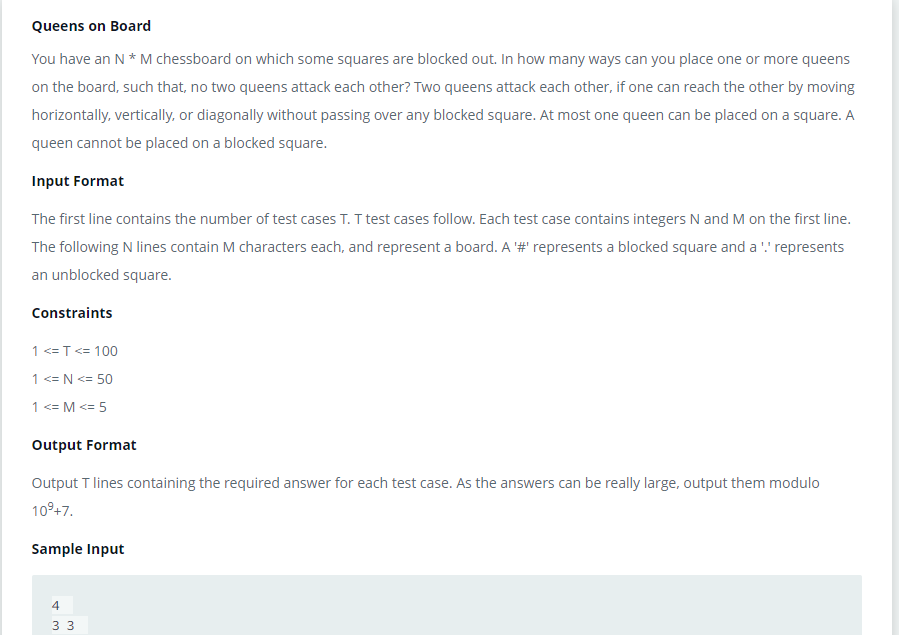 Queens on Board
You have an N * M chessboard on which some squares are blocked out. In how many ways can you place one or more queens
on the board, such that, no two queens attack each other? Two queens attack each other, if one can reach the other by moving
horizontally, vertically, or diagonally without passing over any blocked square. At most one queen can be placed on a square. A
queen cannot be placed on a blocked square.
Input Format
The first line contains the number of test cases T. T test cases follow. Each test case contains integers N and M on the first line.
The following N lines contain M characters each, and represent a board. A '#' represents a blocked square and a '.' represents
an unblocked square.
Constraints
1 <= T <= 100
1 <= N <= 50
1 <= M <= 5
Output Format
Output T lines containing the required answer for each test case. As the answers can be really large, output them modulo
10⁹+7.
Sample Input
4
3 3